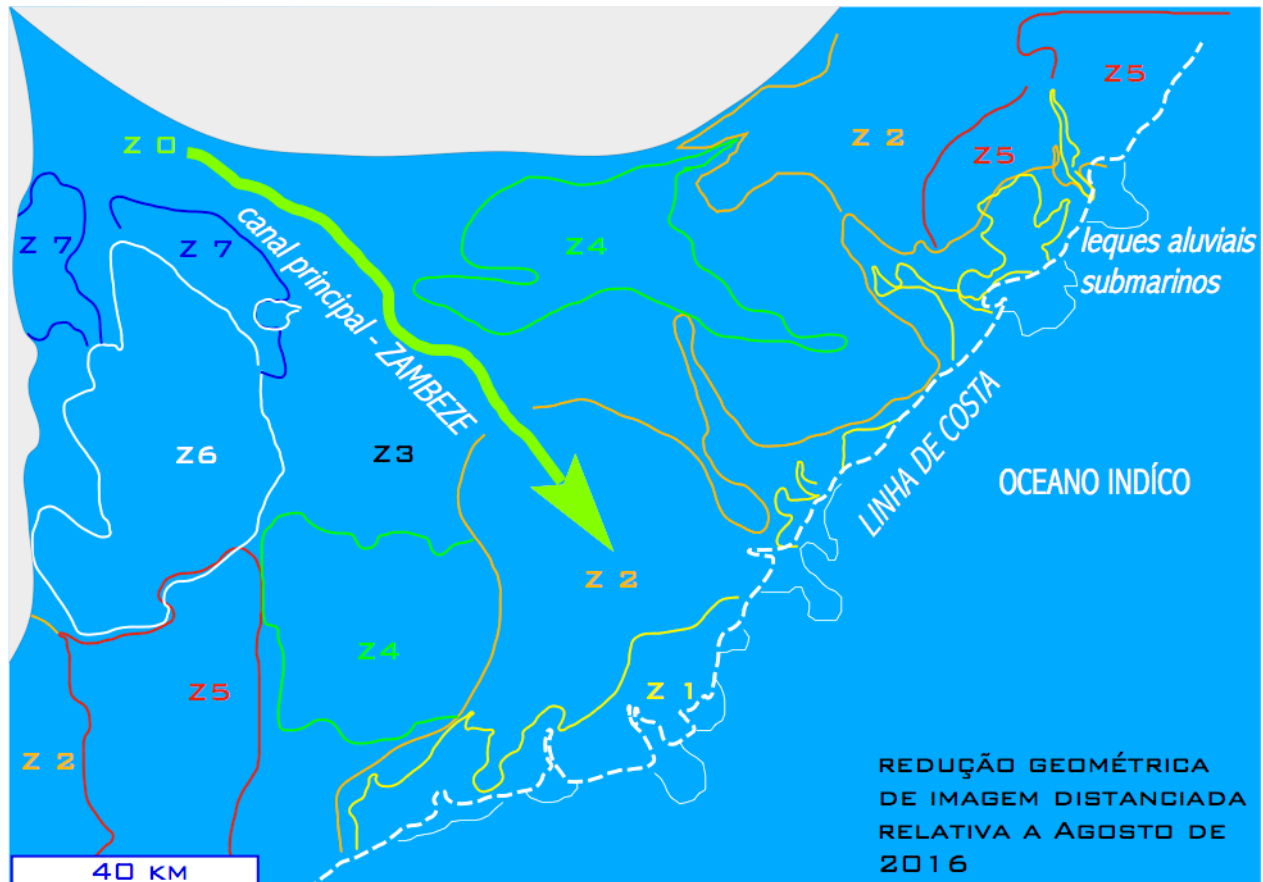 Z 5
Z 0
Z 2
Z5
Z 7
Z 7
canal principal - ZAMBEZE
Z4
leques aluviais
submarinos
Z6
Z3
LINHA DE COSTA
OCEANO INDÍCO
Z 2
Z4
Z5
Z 1
Z 2
REDUÇÃO GEOMÉTRICA
DE IMAGEM DISTANCIADA
RELATIVA A AGOSTO DE
2016
40 KM